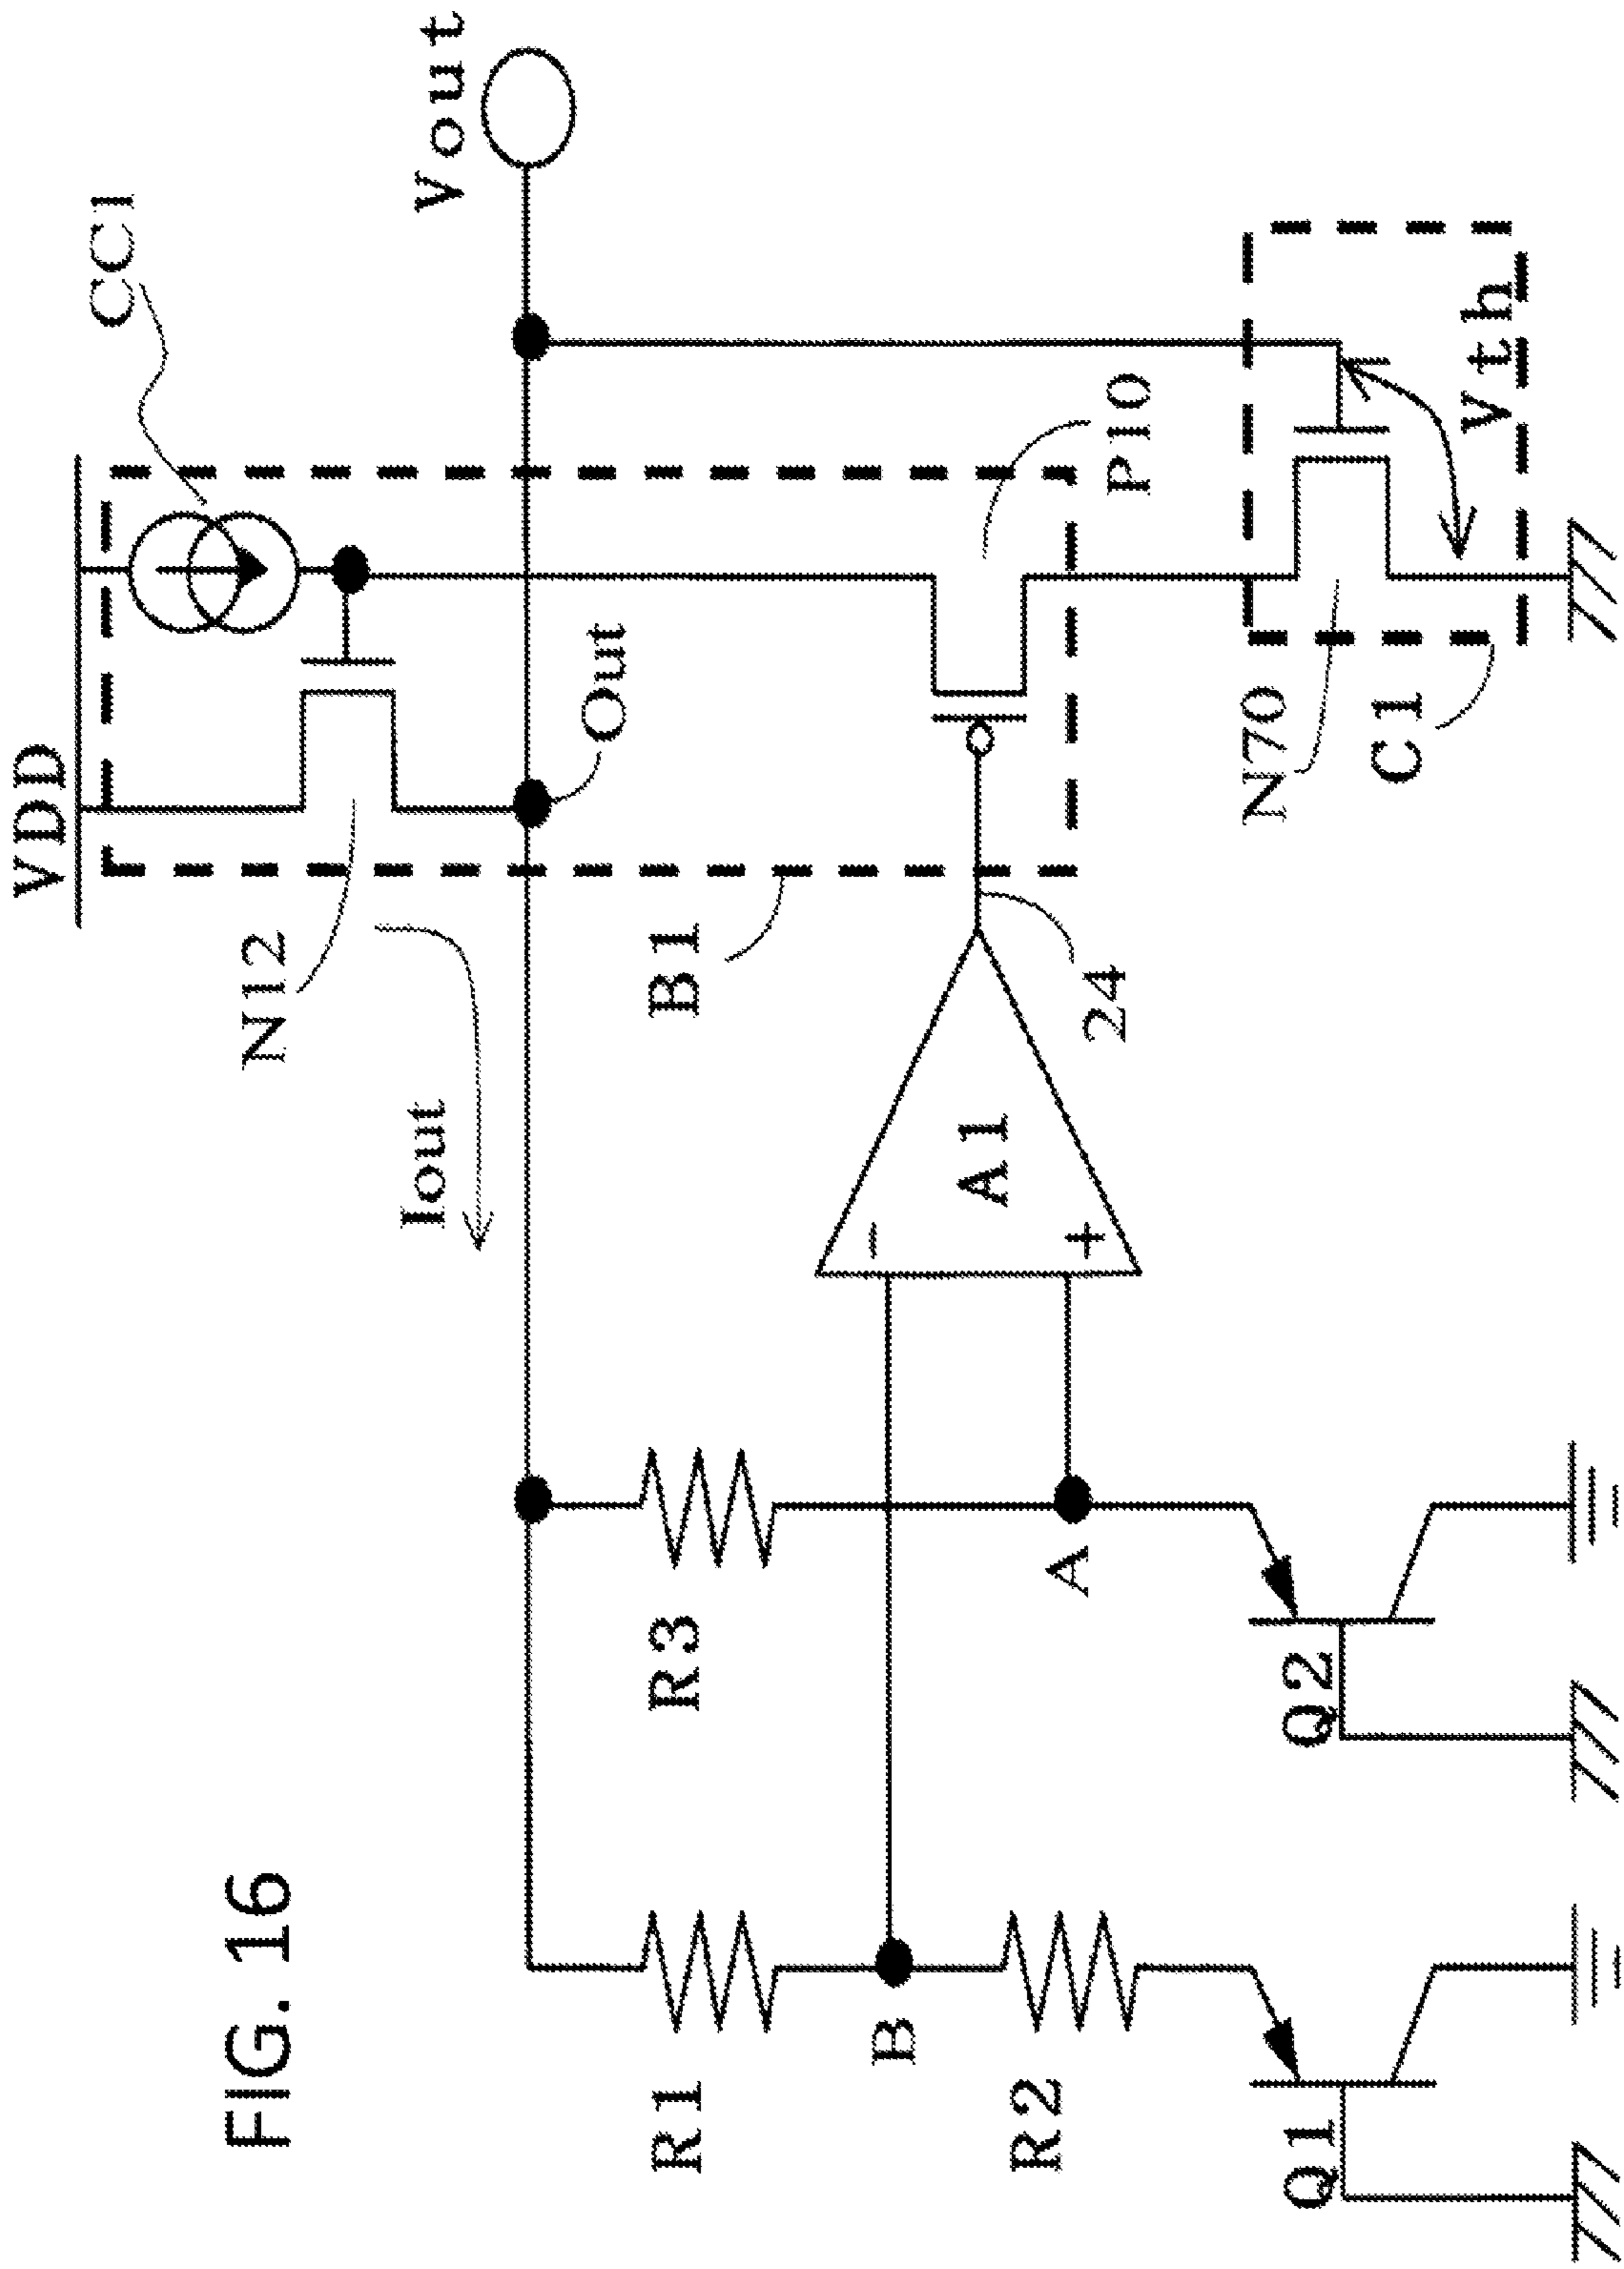 FIG. 16
VDD
CC1
N12
Vout
Iout
Out
R1
R3
B1
B
A
−
A1
+
24
P10
R2
Q1
Q2
N70
C1
Vth